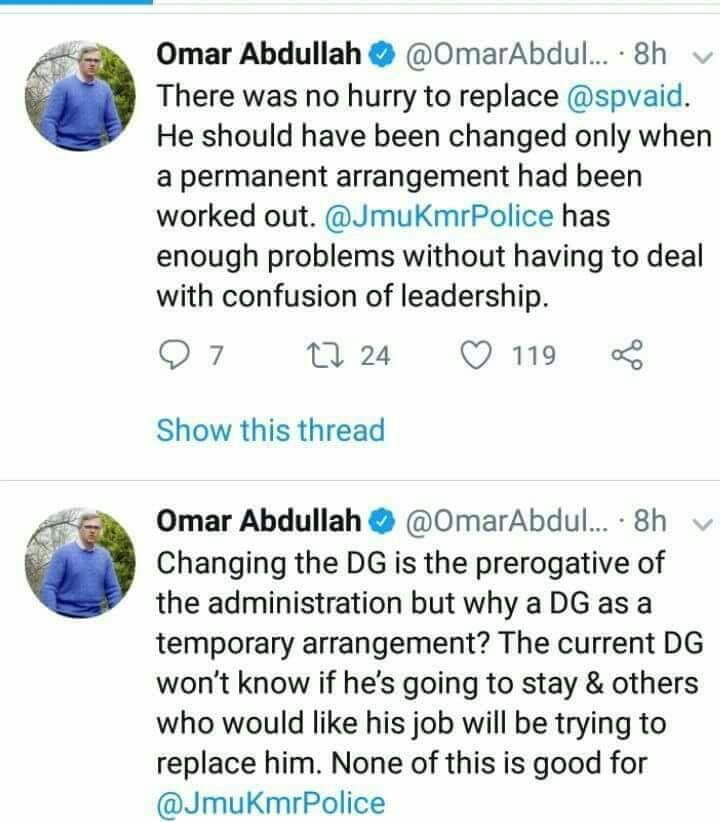 Omar Abdullah @OmarAbdul... · 8h
There was no hurry to replace @spvaid.
He should have been changed only when
a permanent arrangement had been
worked out. @JmuKmrPolice has
enough problems without having to deal
with confusion of leadership.
7 24 119
Show this thread
Omar Abdullah @OmarAbdul... · 8h
Changing the DG is the prerogative of
the administration but why a DG as a
temporary arrangement? The current DG
won't know if he's going to stay & others
who would like his job will be trying to
replace him. None of this is good for
@JmuKmrPolice